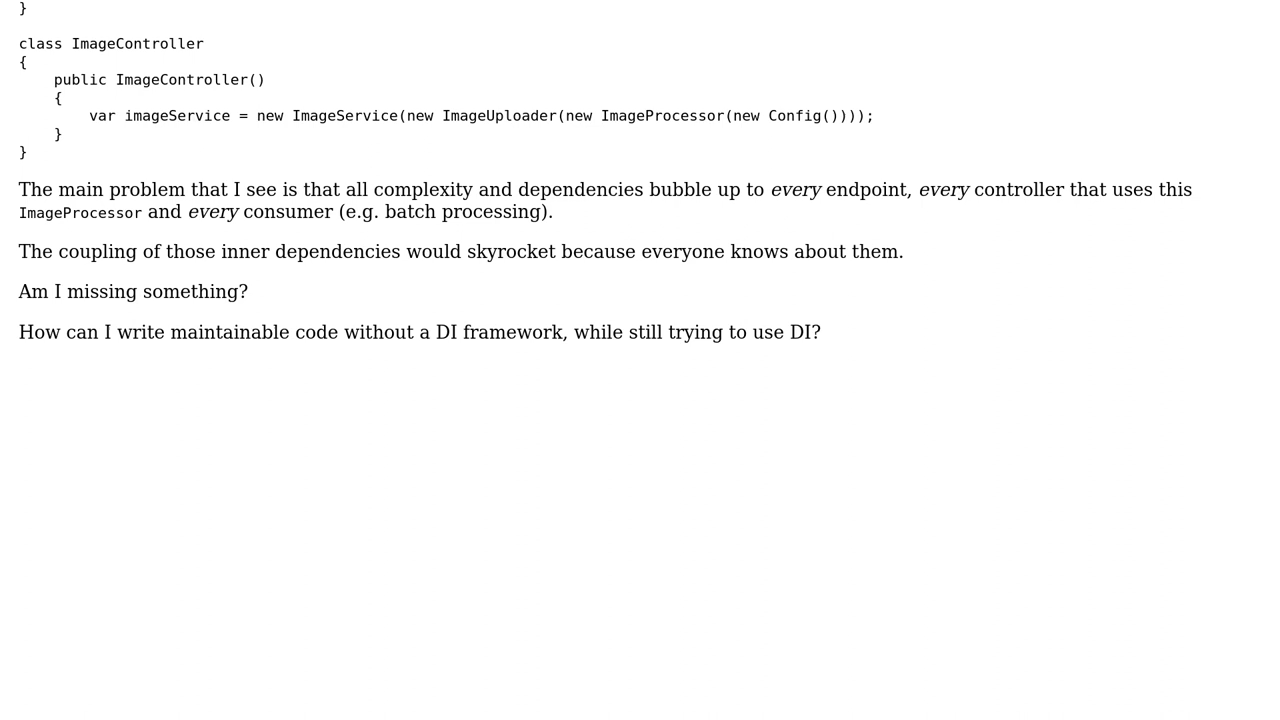 }
class ImageController
{
    public ImageController()
    {
        var imageService = new ImageService(new ImageUploader(new ImageProcessor(new Config())));
    }
}
The main problem that I see is that all complexity and dependencies bubble up to every endpoint, every controller that uses this
ImageProcessor and every consumer (e.g. batch processing).
The coupling of those inner dependencies would skyrocket because everyone knows about them.
Am I missing something?
How can I write maintainable code without a DI framework, while still trying to use DI?